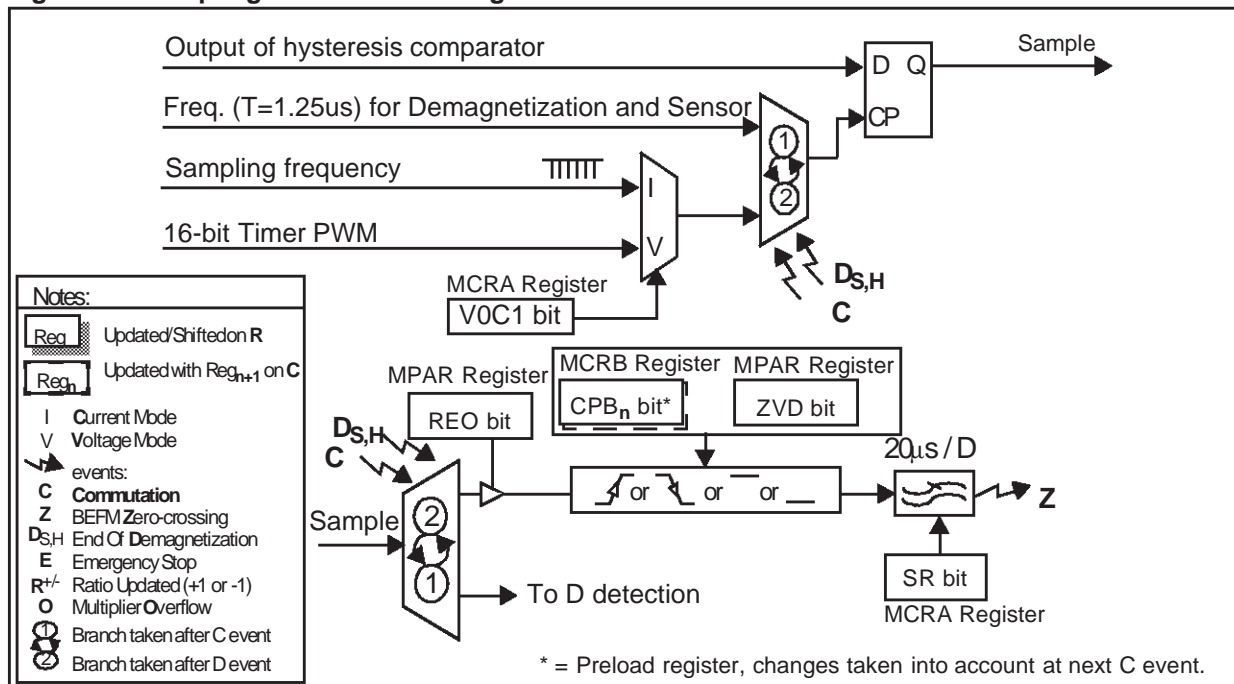 Output of hysteresis comparator
D Q
Sample
Freq. (T=1.25us) for Demagnetization and Sensor
CP
1
2
Sampling frequency
I
16-bit Timer PWM
V
DS,H
C
MCRA Register
V0C1 bit
Notes:
Reg
Updated/Shiftedon R
Regn
Updated with Regn+1 on C
I Current Mode
V Voltage Mode
events:
C Commutation
Z BEFM Zero-crossing
DS,H End Of Demagnetization
E Emergency Stop
R+/- Ratio Updated (+1 or -1)
O Multiplier Overflow
1 Branch taken after C event
2 Branch taken after D event
MPAR Register
REO bit
MCRB Register
CPBn bit*
MPAR Register
ZVD bit
DS,H
C
20µs / D
or or or
Z
Sample
2
1
To D detection
SR bit
MCRA Register
* = Preload register, changes taken into account at next C event.